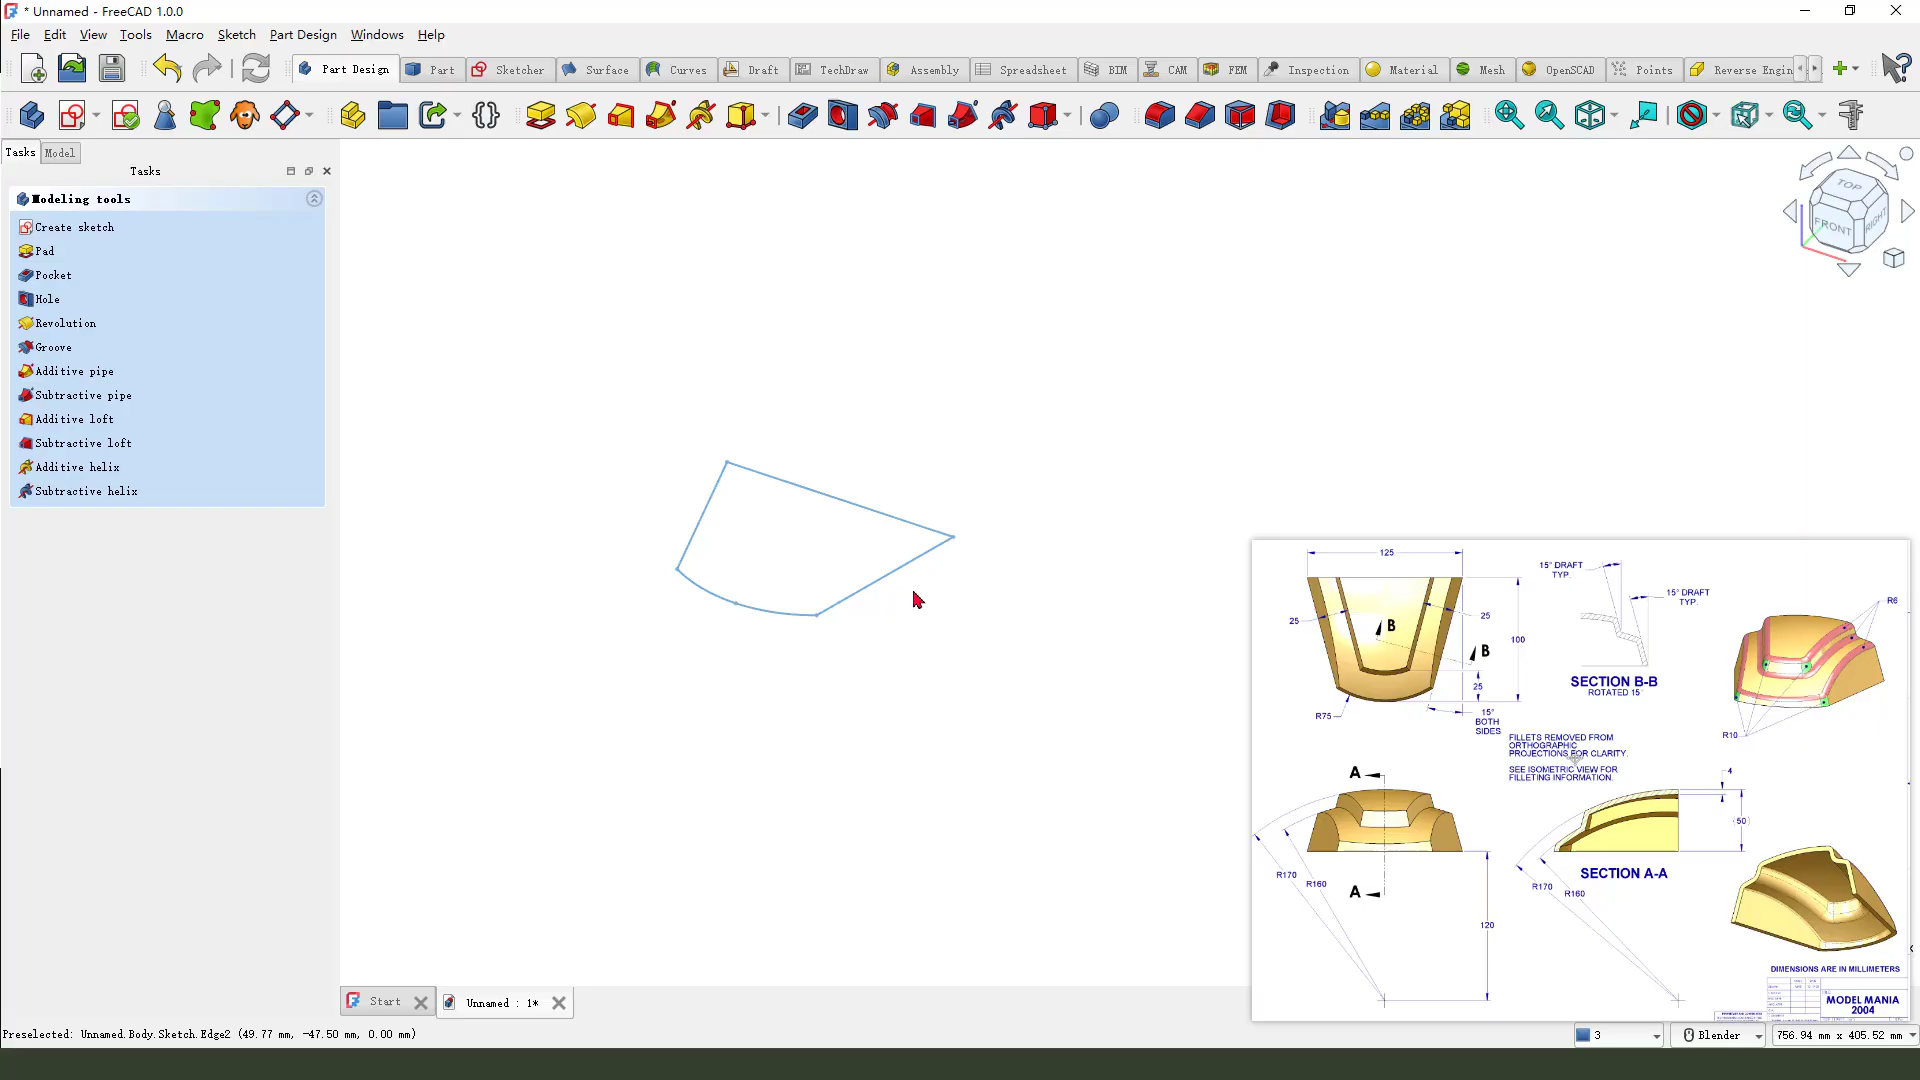 * Unnamed - FreeCAD 1.0.0
File Edit View Tools Macro Sketch Part Design Windows Help
Part Design Part Sketcher Surface Curves Draft TechDraw Assembly Spreadsheet BIM CAM FEM Inspection Material Mesh OpenSCAD Points Reverse Engin
Tasks Model
Tasks
Modeling tools
Create sketch
Pad
Pocket
Hole
Revolution
Groove
Additive pipe
Subtractive pipe
Additive loft
Subtractive loft
Additive helix
Subtractive helix
TOP
FRONT
RIGHT
125
25
25
100
B
B
25
R75
15°
BOTH
SIDES
15° DRAFT
TYP.
15° DRAFT
TYP.
SECTION B-B
ROTATED 15°
R6
R10
FILLETS REMOVED FROM
ORTHOGRAPHIC
PROJECTIONS FOR CLARITY.
SEE ISOMETRIC VIEW FOR
FILLETING INFORMATION.
A
A
R170
R160
120
4
(50)
SECTION A-A
R170
R160
DIMENSIONS ARE IN MILLIMETERS
MODEL MANIA
2004
Start
Unnamed : 1*
Preselected: Unnamed.Body.Sketch.Edge2 (49.77 mm, -47.50 mm, 0.00 mm)
3
Blender
756.94 mm x 405.52 mm